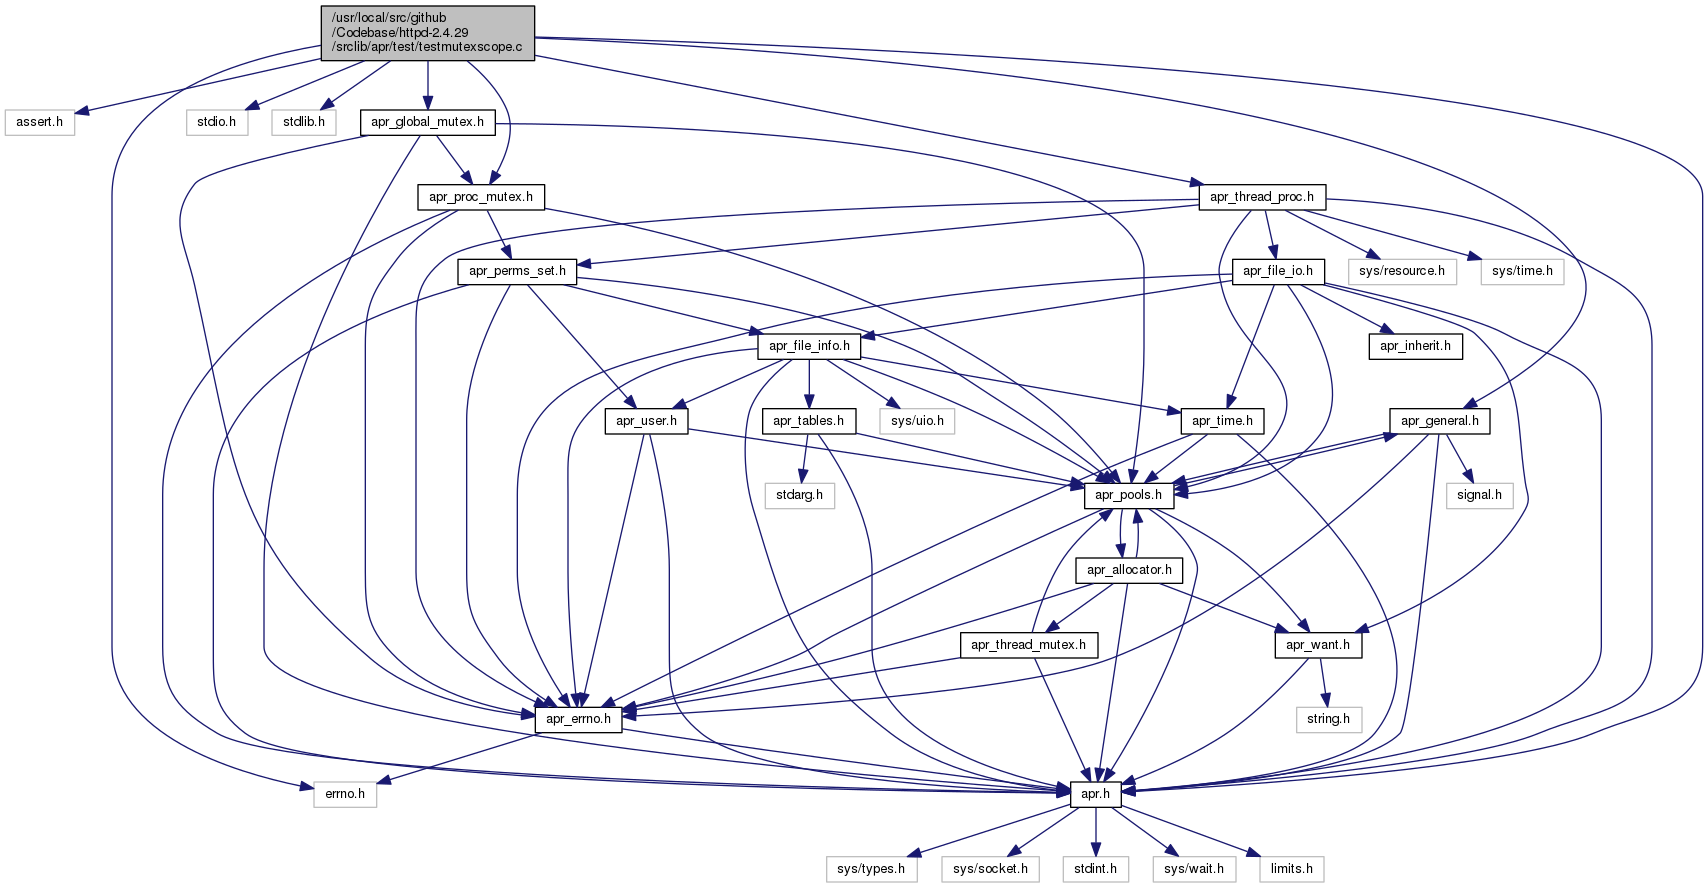 /usr/local/src/github
/Codebase/httpd-2.4.29
/srclib/apr/test/testmutexscope.c
assert.h
stdio.h
stdlib.h
apr_global_mutex.h
apr_proc_mutex.h
apr_thread_proc.h
apr_perms_set.h
apr_file_io.h
sys/resource.h
sys/time.h
apr_file_info.h
apr_inherit.h
apr_user.h
apr_tables.h
sys/uio.h
apr_time.h
apr_general.h
stdarg.h
apr_pools.h
signal.h
apr_allocator.h
apr_thread_mutex.h
apr_want.h
apr_errno.h
string.h
errno.h
apr.h
sys/types.h
sys/socket.h
stdint.h
sys/wait.h
limits.h